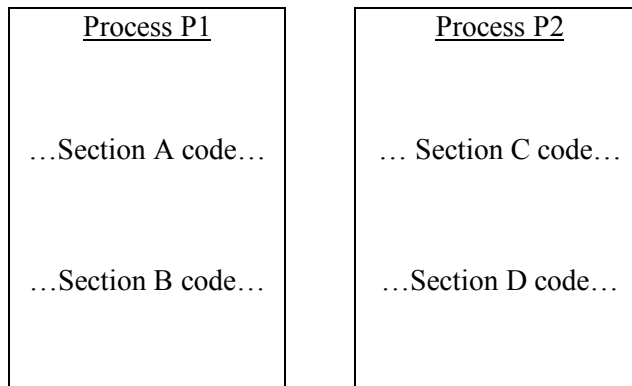 Process P1
…Section A code…
…Section B code…
Process P2
… Section C code…
…Section D code…